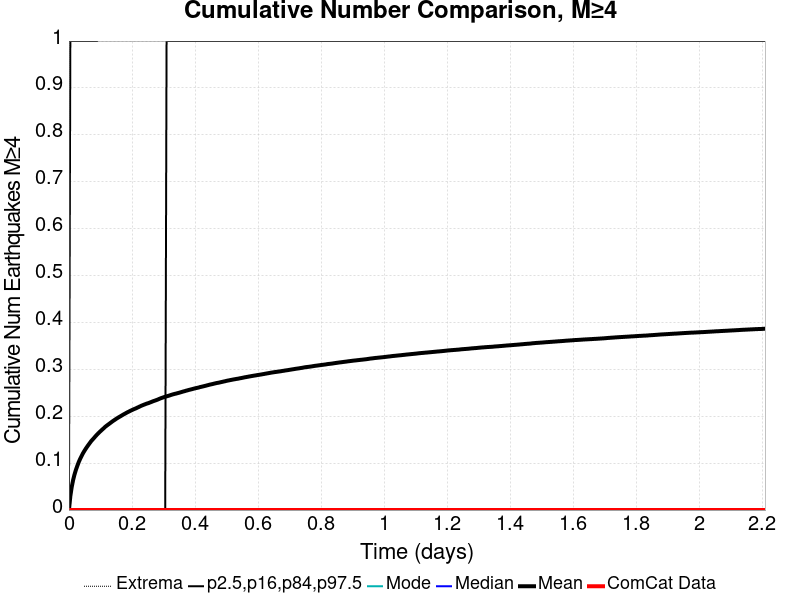 Cumulative Number Comparison, M≥4
Cumulative Num Earthquakes M≥4
1
0.9
0.8
0.7
0.6
0.5
0.4
0.3
0.2
0.1
0
0 0.2 0.4 0.6 0.8 1 1.2 1.4 1.6 1.8 2 2.2
Time (days)
Extrema p2.5,p16,p84,p97.5 Mode Median Mean ComCat Data